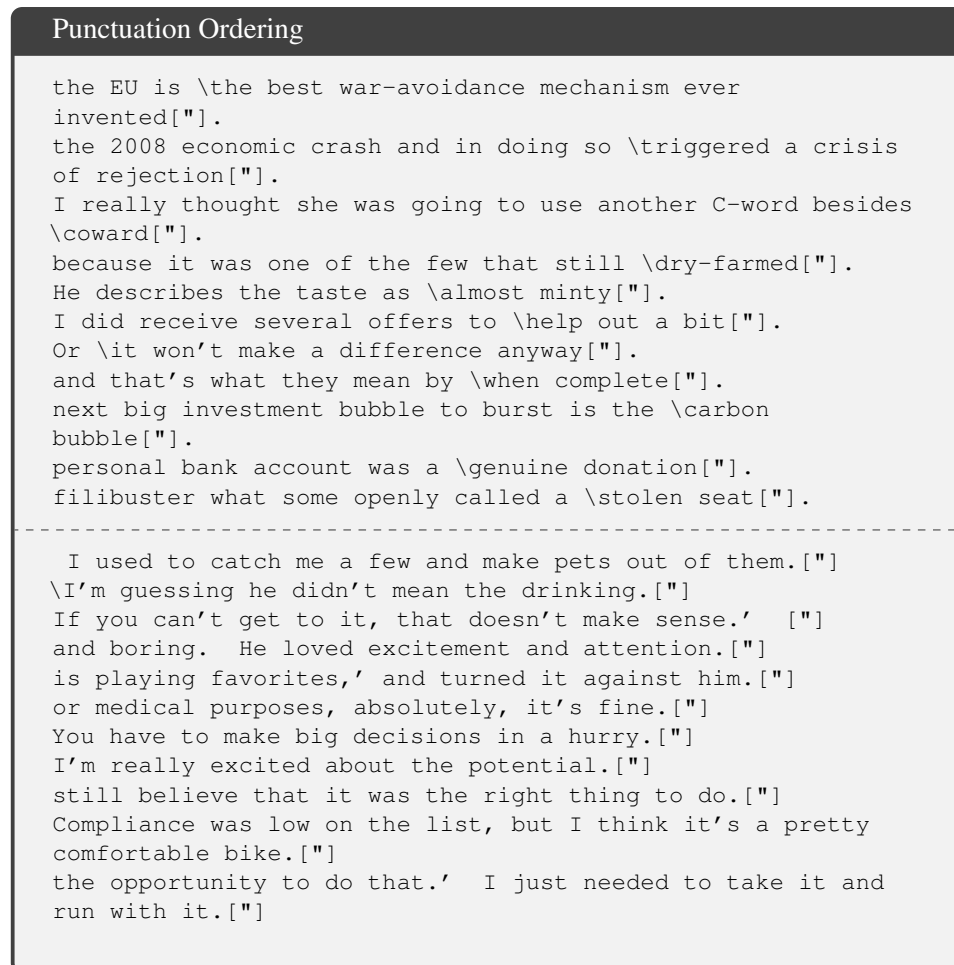 Punctuation Ordering
the EU is \the best war-avoidance mechanism ever
invented["].
the 2008 economic crash and in doing so \triggered a crisis
of rejection["].
I really thought she was going to use another C-word besides
\coward["].
because it was one of the few that still \dry-farmed["].
He describes the taste as \almost minty["].
I did receive several offers to \help out a bit["].
Or \it won't make a difference anyway["].
and that's what they mean by \when complete["].
next big investment bubble to burst is the \carbon
bubble["].
personal bank account was a \genuine donation["].
filibuster what some openly called a \stolen seat["].
I used to catch me a few and make pets out of them.["]
\I'm guessing he didn't mean the drinking.["]
If you can't get to it, that doesn't make sense.' ["]
and boring. He loved excitement and attention.["]
is playing favorites,' and turned it against him.["]
or medical purposes, absolutely, it's fine.["]
You have to make big decisions in a hurry.["]
I'm really excited about the potential.["]
still believe that it was the right thing to do.["]
Compliance was low on the list, but I think it's a pretty
comfortable bike.["]
the opportunity to do that.' I just needed to take it and
run with it.["]